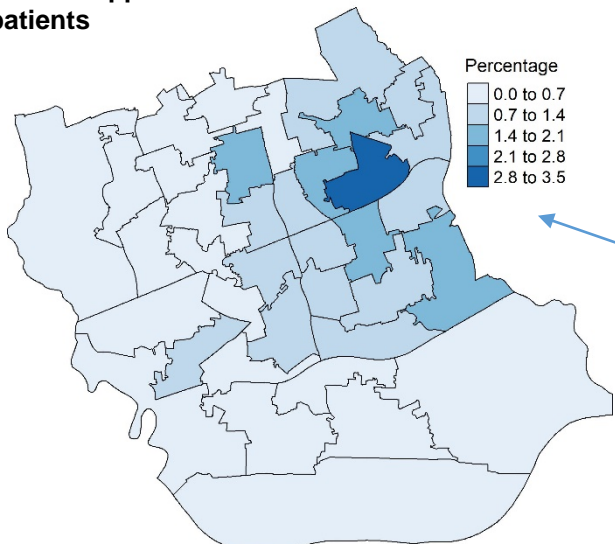 patients
Percentage
0.0 to 0.7
0.7 to 1.4
1.4 to 2.1
2.1 to 2.8
2.8 to 3.5